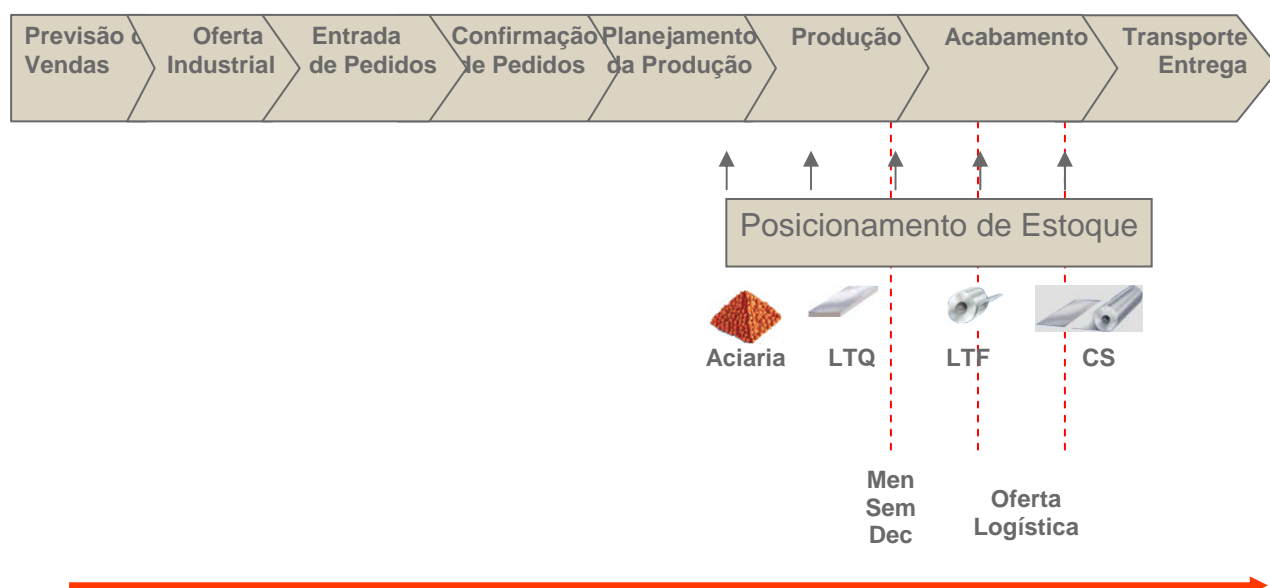 Previsão d
Vendas
Oferta
Industrial
Entrada
de Pedidos
Confirmação
de Pedidos
Planejamento
da Produção
Produção
Acabamento
Transporte
Entrega
Posicionamento de Estoque
Aciaria
LTQ
LTF
CS
Men
Sem
Dec
Oferta
Logística